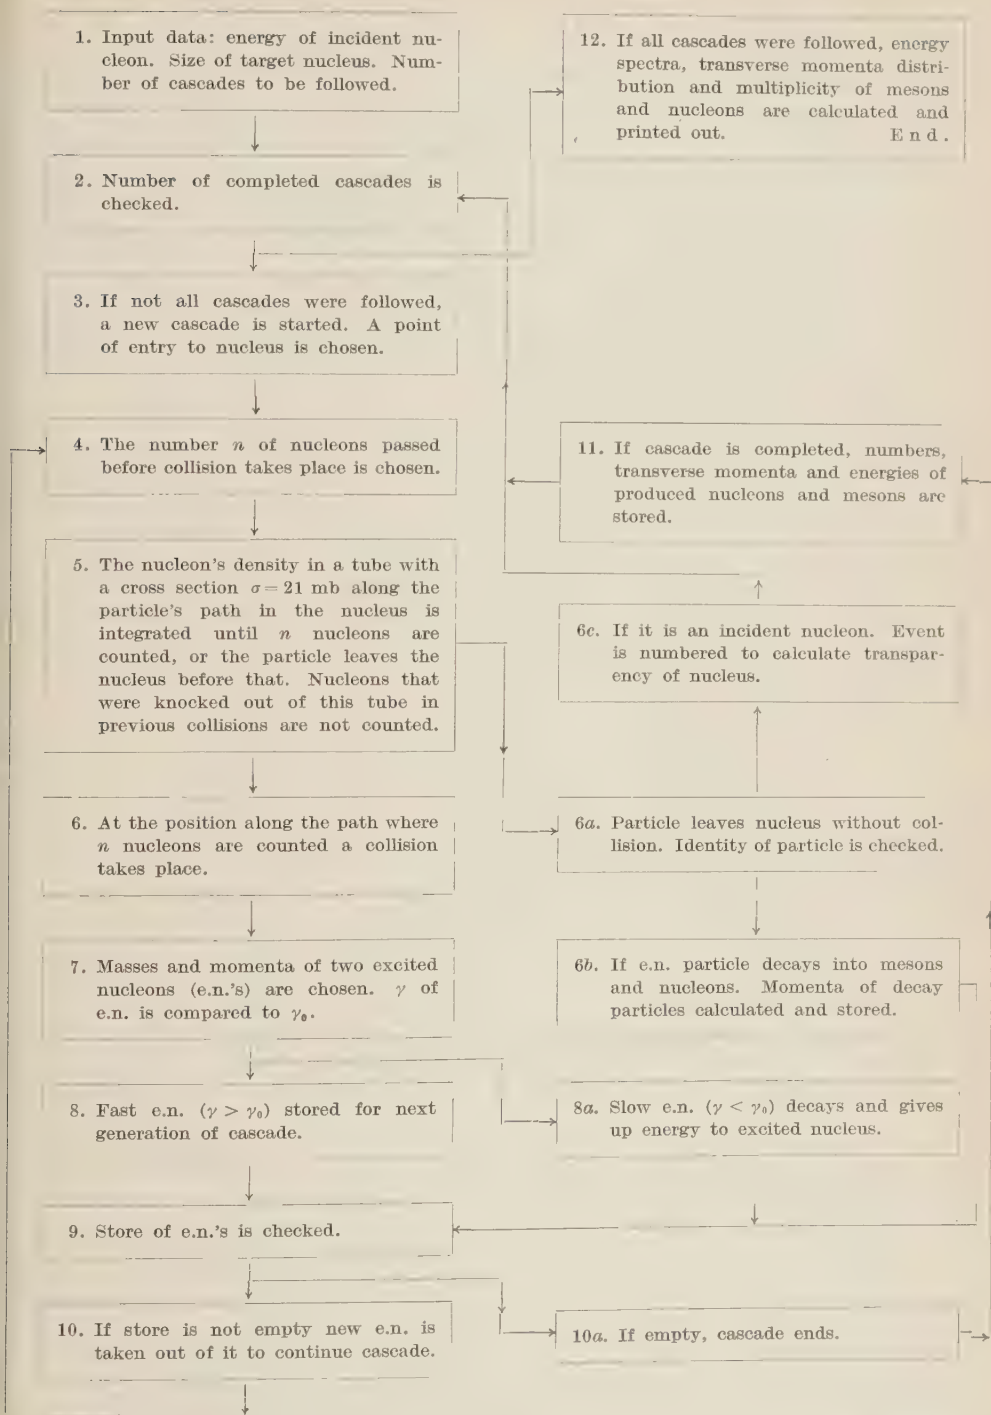 1. Input data: energy of incident nu-
cleon. Size of target nucleus. Num-
ber of cascades to be followed.
2. Number of completed cascades is
checked.
3. If not all cascades were followed,
a new cascade is started. A point
of entry to nucleus is chosen.
4. The number n of nucleons passed
before collision takes place is chosen.
5. The nucleon's density in a tube with
a cross section σ = 21 mb along the
particle's path in the nucleus is
integrated until n nucleons are
counted, or the particle leaves the
nucleus before that. Nucleons that
were knocked out of this tube in
previous collisions are not counted.
6. At the position along the path where
n nucleons are counted a collision
takes place.
7. Masses and momenta of two excited
nucleons (e.n.'s) are chosen. γ of
e.n. is compared to γ₀.
8. Fast e.n. (γ > γ₀) stored for next
generation of cascade.
9. Store of e.n.'s is checked.
10. If store is not empty new e.n. is
taken out of it to continue cascade.
12. If all cascades were followed, energy
spectra, transverse momenta distri-
bution and multiplicity of mesons
and nucleons are calculated and
printed out. End.
11. If cascade is completed, numbers,
transverse momenta and energies of
produced nucleons and mesons are
stored.
6c. If it is an incident nucleon. Event
is numbered to calculate transpar-
ency of nucleus.
6a. Particle leaves nucleus without col-
lision. Identity of particle is checked.
6b. If e.n. particle decays into mesons
and nucleons. Momenta of decay
particles calculated and stored.
8a. Slow e.n. (γ < γ₀) decays and gives
up energy to excited nucleus.
10a. If empty, cascade ends.